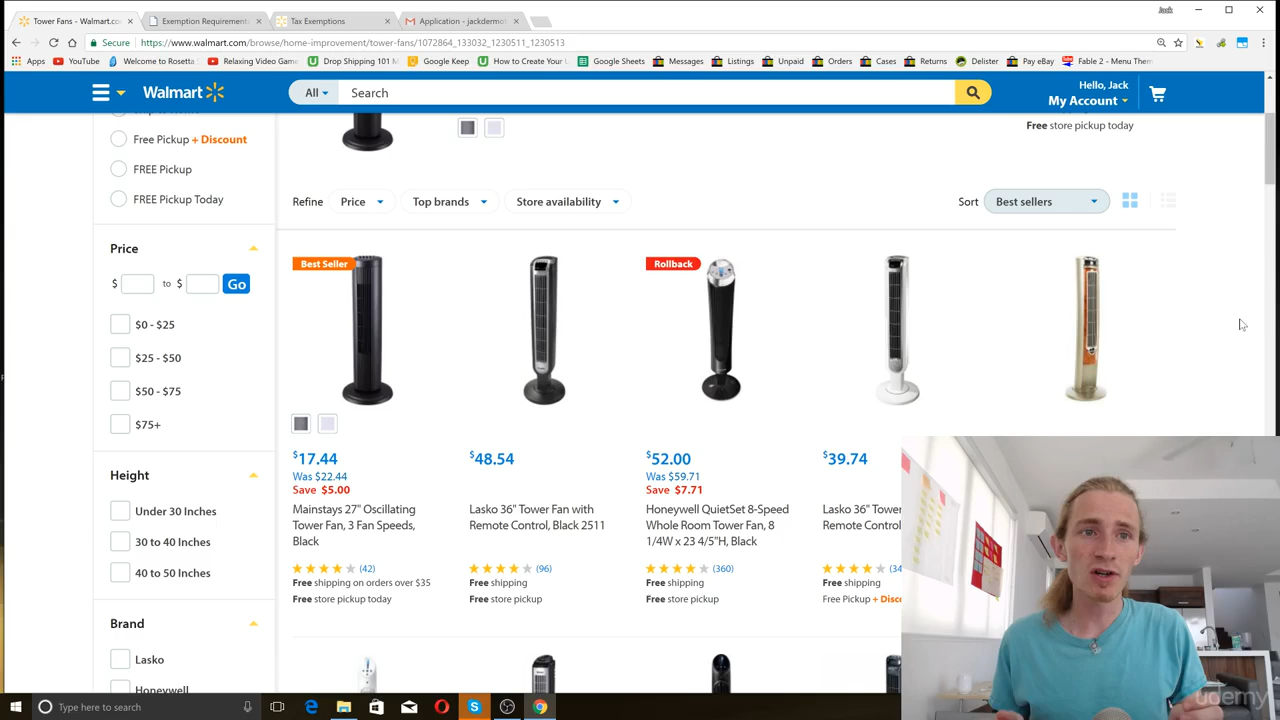 Jack
Tower Fans - Walmart.co
Exemption Requirement
Tax Exemptions
Application - jackdermo
Secure
https://www.walmart.com/browse/home-improvement/tower-fans/1072864_133032_1230511_1230513
Apps
YouTube
Welcome to Rosetta
Relaxing Video Game
Drop Shipping 101 M
Google Keep
How to Create Your
Google Sheets
Messages
Listings
Unpaid
Orders
Cases
Returns
Delister
Pay eBay
Fable 2 - Menu Them
Walmart
All
Search
Hello, Jack
My Account
Free Pickup + Discount
FREE Pickup
FREE Pickup Today
Free store pickup today
Refine
Price
Top brands
Store availability
Sort
Best sellers
Price
$ to $ Go
$0 - $25
$25 - $50
$50 - $75
$75+
Height
Under 30 Inches
30 to 40 Inches
40 to 50 Inches
Brand
Lasko
Honeywell
Best Seller
$17.44
Was $22.44
Save $5.00
Mainstays 27" Oscillating
Tower Fan, 3 Fan Speeds,
Black
(42)
Free shipping on orders over $35
Free store pickup today
$48.54
Lasko 36" Tower Fan with
Remote Control, Black 2511
(96)
Free shipping
Free store pickup
Rollback
$52.00
Was $59.71
Save $7.71
Honeywell QuietSet 8-Speed
Whole Room Tower Fan, 8
1/4W x 23 4/5"H, Black
(360)
Free shipping
Free store pickup
$39.74
Lasko 36" Tower
Remote Control,
(34
Free shipping
Free Pickup + Disco
Type here to search
udemy